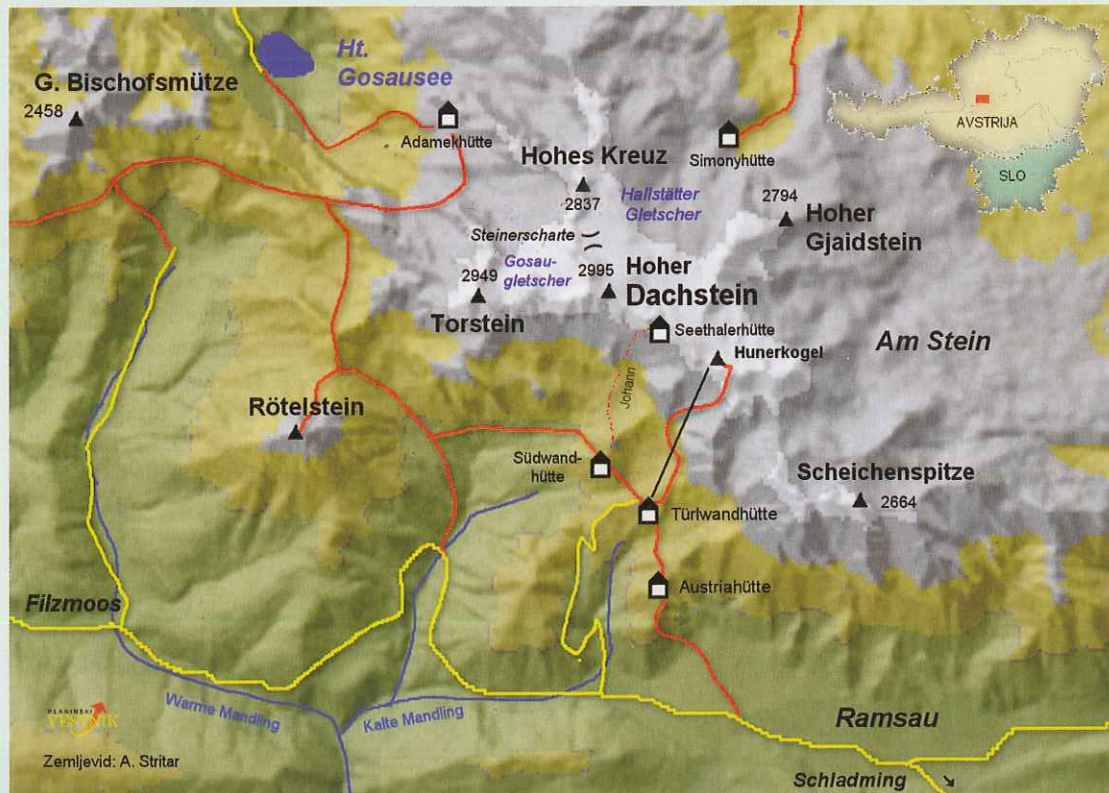 Ht.
Gosausee
G. Bischofsmütze
2458
Adamekhütte
Simonyhütte
AVSTRIJA
SLO
Hohes Kreuz
2837
Hallstätter
Gletscher
2794
Hoher
Gjaidstein
Steinerscharte
Gosau-
gletscher
2949
Torstein
2995
Hoher
Dachstein
Seethalerhütte
Hunerkogel
Am Stein
Johann
Rötelstein
Südwand-
hütte
Scheichenspitze
2664
Türlwandhütte
Austriahütte
Filzmoos
Warme Mandling
Kalte Mandling
Ramsau
PLANINSKI
VESTNIK
Zemljevid: A. Stritar
Schladming